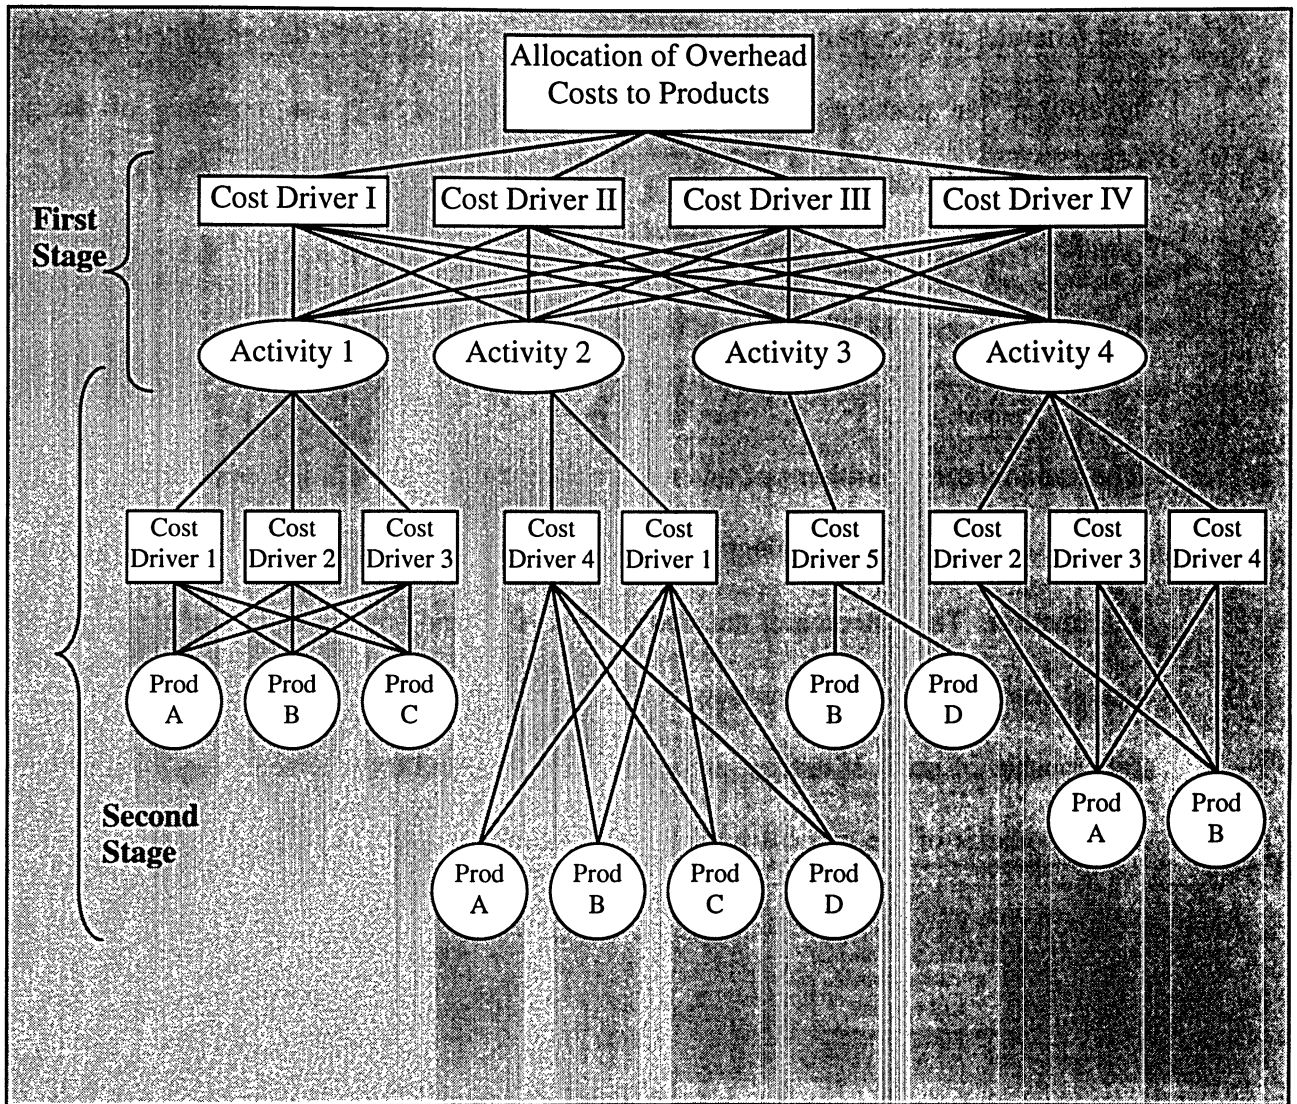 Allocation of Overhead
Costs to Products
Cost Driver I
Cost Driver II
Cost Driver III
Cost Driver IV
First
Stage
Activity 1
Activity 2
Activity 3
Activity 4
Cost
Driver 1
Cost
Driver 2
Cost
Driver 3
Cost
Driver 4
Cost
Driver 1
Cost
Driver 5
Cost
Driver 2
Cost
Driver 3
Cost
Driver 4
Prod
A
Prod
B
Prod
C
Prod
B
Prod
D
Second
Stage
Prod
A
Prod
B
Prod
A
Prod
B
Prod
C
Prod
D